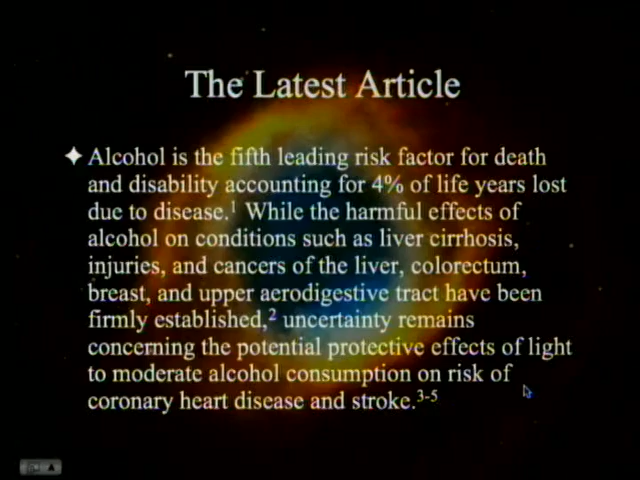 The Latest Article
Alcohol is the fifth leading risk factor for death
and disability accounting for 4% of life years lost
due to disease.¹ While the harmful effects of
alcohol on conditions such as liver cirrhosis,
injuries, and cancers of the liver, colorectum,
breast, and upper aerodigestive tract have been
firmly established,² uncertainty remains
concerning the potential protective effects of light
to moderate alcohol consumption on risk of
coronary heart disease and stroke.³⁻⁵